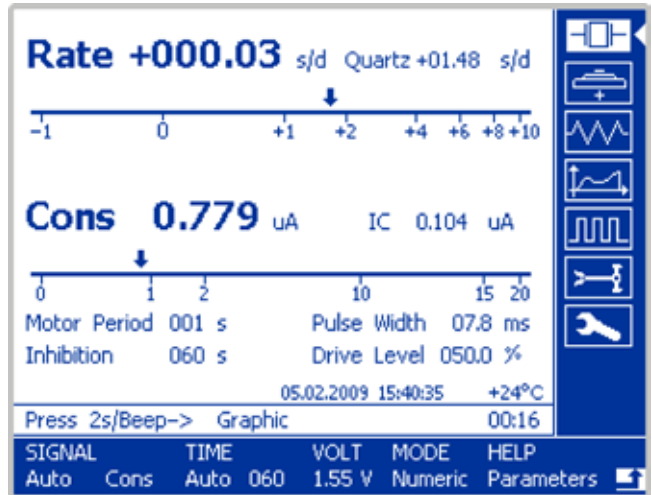 Rate +000.03 s/d Quartz +01.48 s/d
-1 0 +1 +2 +4 +6 +8 +10
Cons 0.779 uA IC 0.104 uA
0 1 2 10 15 20
Motor Period 001 s Pulse Width 07.8 ms
Inhibition 060 s Drive Level 050.0 %
05.02.2009 15:40:35 +24°C
Press 2s/Beep-> Graphic 00:16
SIGNAL TIME VOLT MODE HELP
Auto Cons Auto 060 1.55 V Numeric Parameters